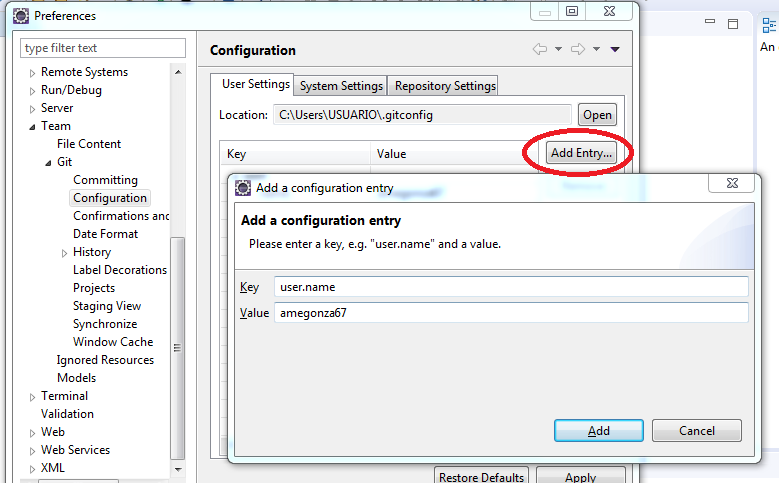 Preferences
An
type filter text
Remote Systems
Run/Debug
Server
Team
File Content
Git
Committing
Configuration
Confirmations and
Date Format
History
Label Decorations
Projects
Staging View
Synchronize
Window Cache
Ignored Resources
Models
Terminal
Validation
Web
Web Services
XML
Configuration
User Settings System Settings Repository Settings
Location: C:\Users\USUARIO\.gitconfig Open
Key Value Add Entry...
Add a configuration entry
Add a configuration entry
Please enter a key, e.g. "user.name" and a value.
Key user.name
Value amegonza67
Add Cancel
Restore Defaults Apply